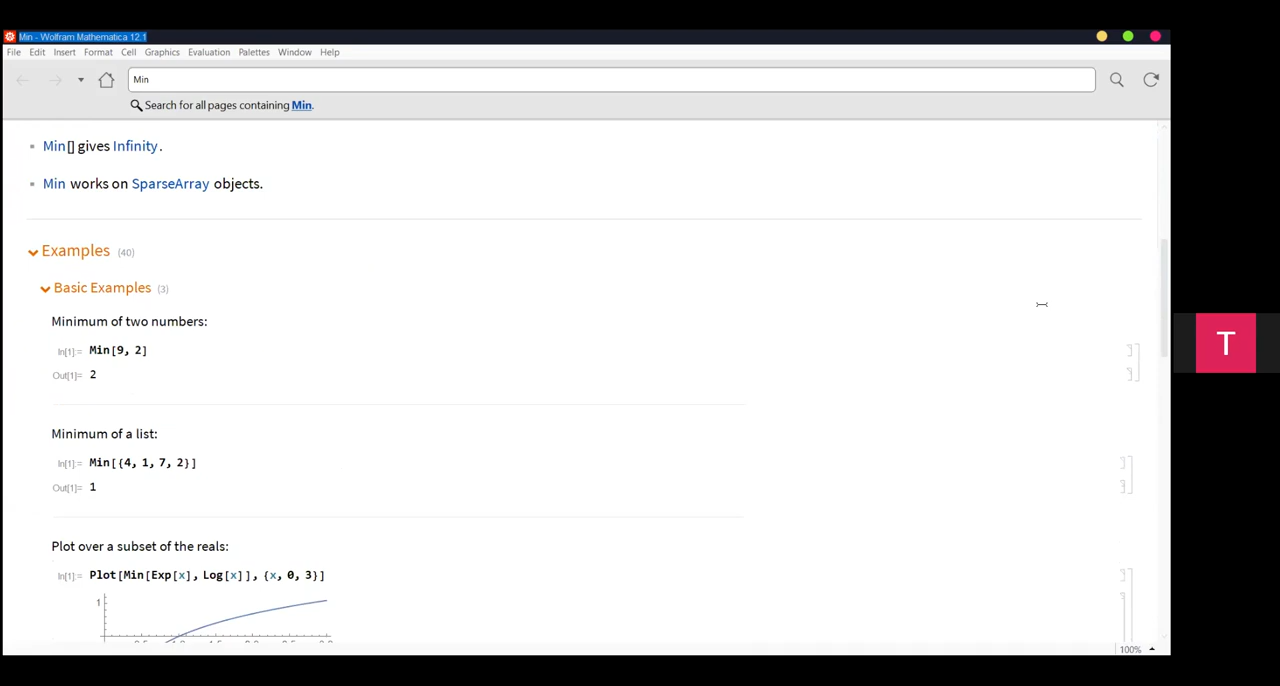 Min - Wolfram Mathematica 12.1
File Edit Insert Format Cell Graphics Evaluation Palettes Window Help
Min
Search for all pages containing Min.
Min[] gives Infinity.
Min works on SparseArray objects.
Examples (40)
Basic Examples (3)
Minimum of two numbers:
In[1]:= Min[9, 2]
Out[1]= 2
Minimum of a list:
In[1]:= Min[{4, 1, 7, 2}]
Out[1]= 1
Plot over a subset of the reals:
In[1]:= Plot[Min[Exp[x], Log[x]], {x, 0, 3}]
1
T
100%